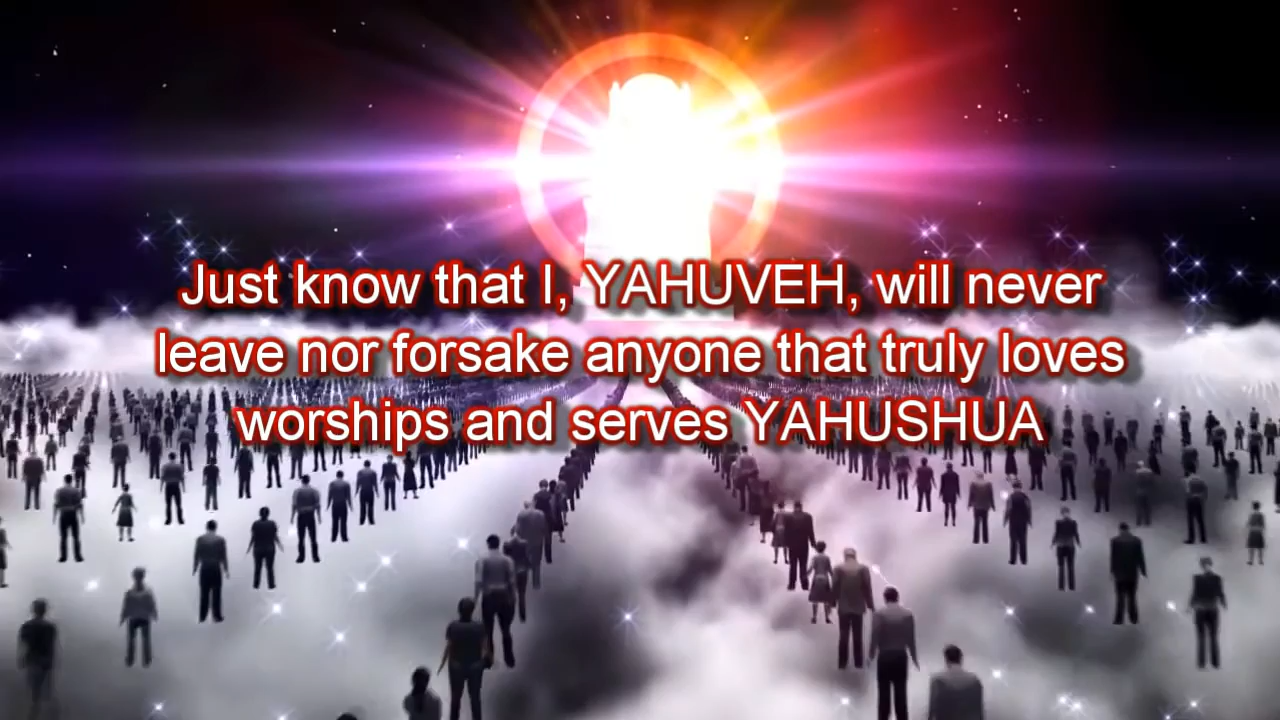 Just know that I, YAHUVEH, will never
leave nor forsake anyone that truly loves
worships and serves YAHUSHUA